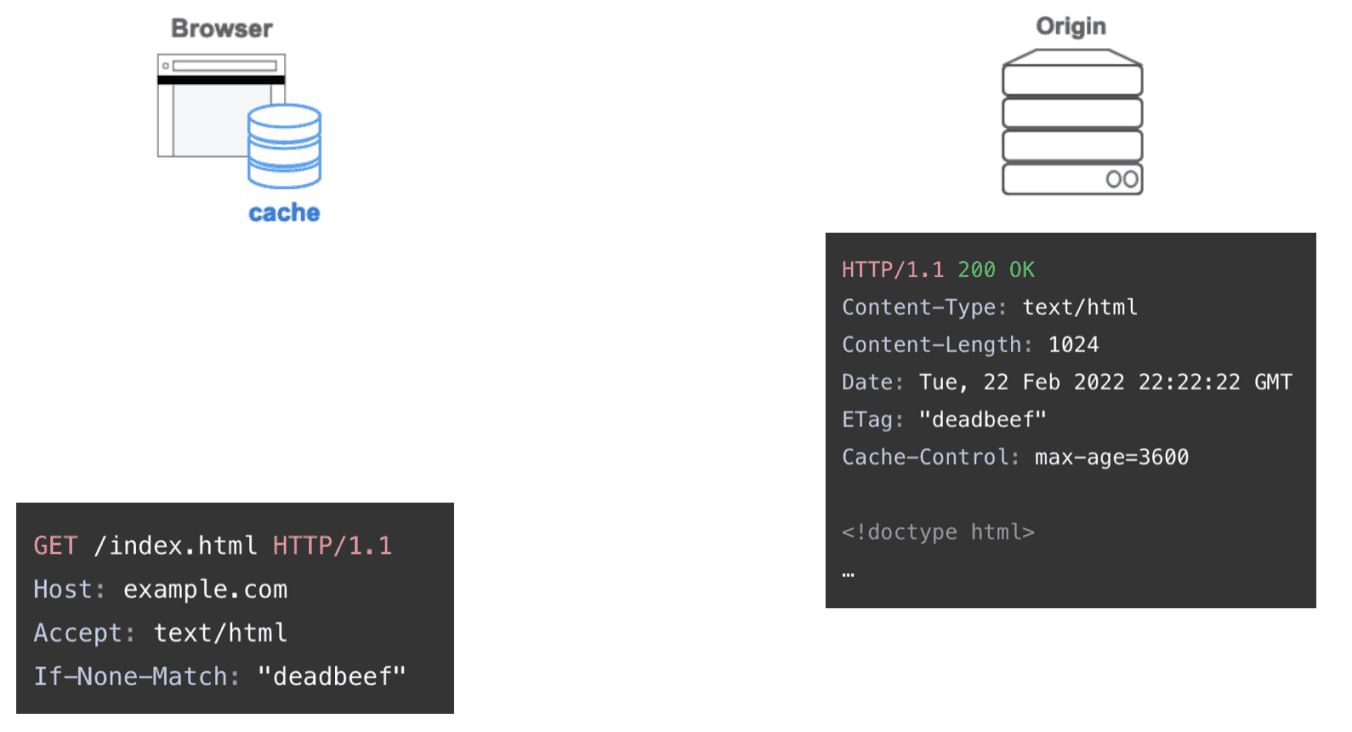 Browser
cache
Origin
HTTP/1.1 200 OK
Content-Type: text/html
Content-Length: 1024
Date: Tue, 22 Feb 2022 22:22:22 GMT
ETag: "deadbeef"
Cache-Control: max-age=3600
<!doctype html>
…
GET /index.html HTTP/1.1
Host: example.com
Accept: text/html
If-None-Match: "deadbeef"